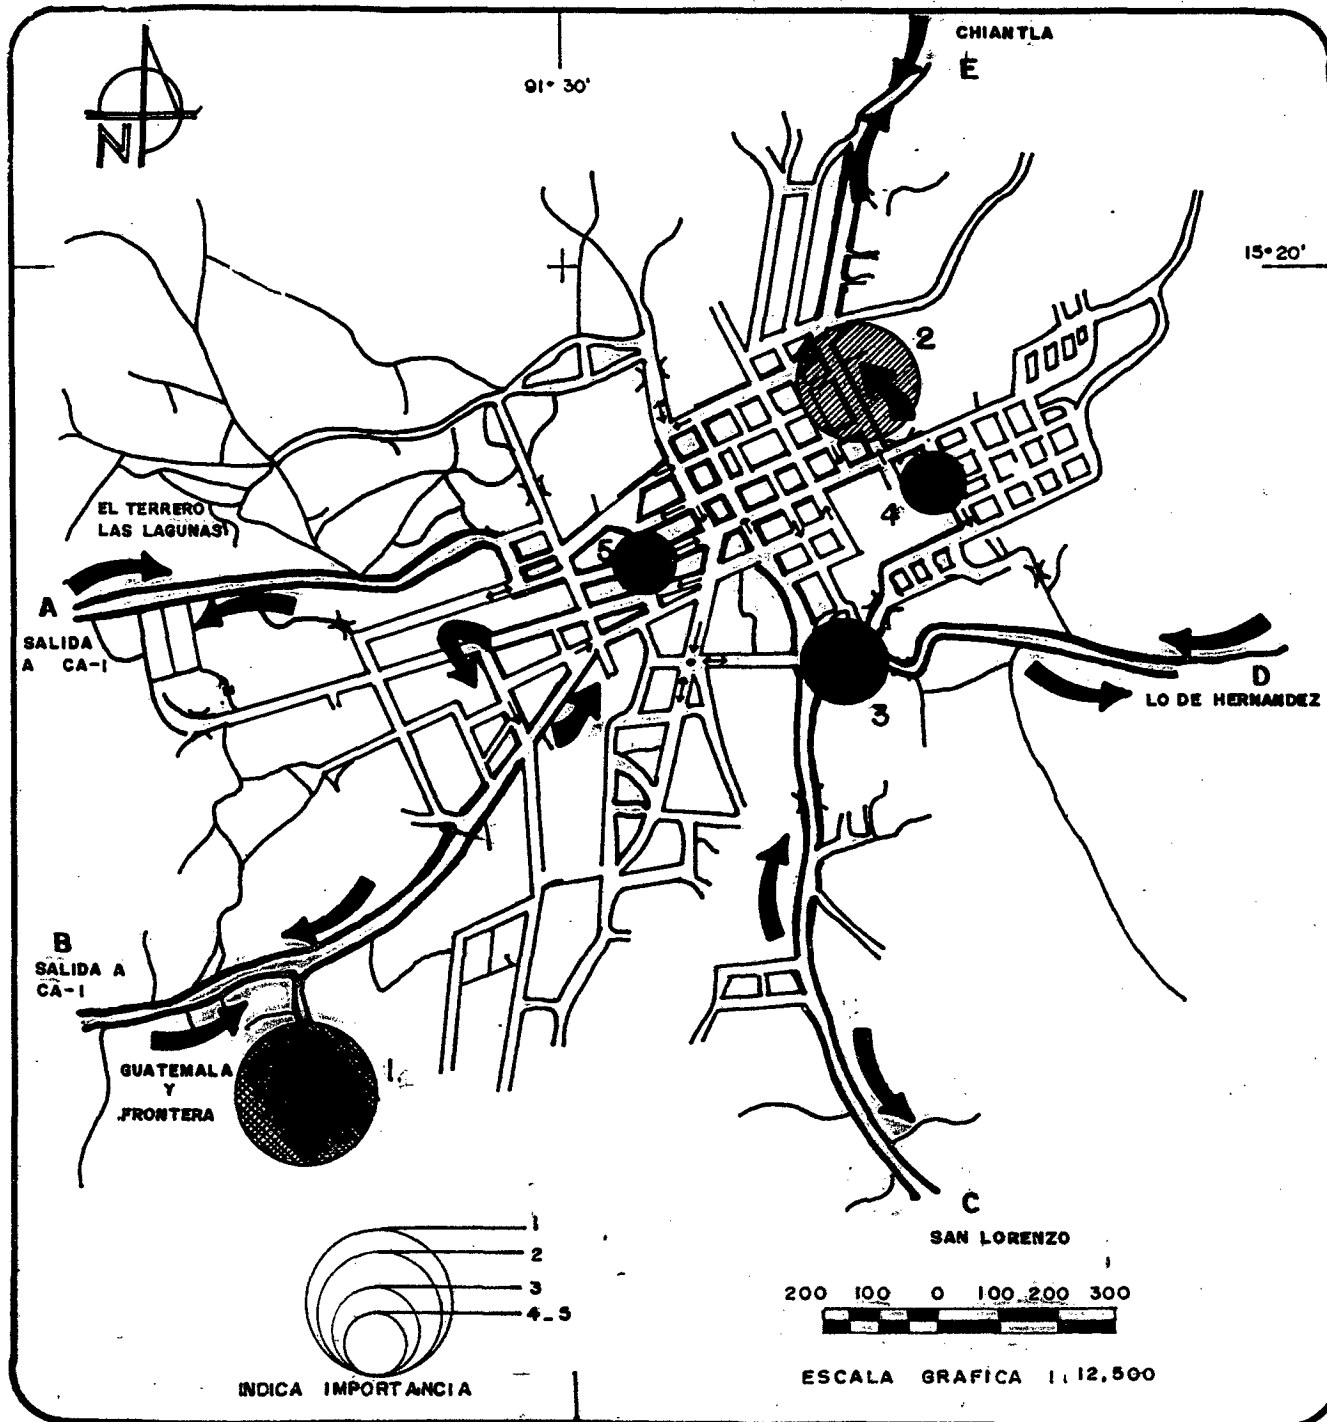 CHIANTLA
E
N
91° 30'
15° 20'
2
EL TERRERO
LAS LAGUNAS
4
5
A
SALIDA
A CA-1
D
LO DE HERNANDEZ
3
B
SALIDA A
CA-1
GUATEMALA
Y
FRONTERA
1
C
SAN LORENZO
1
2
3
4_5
INDICA IMPORTANCIA
200 100 0 100 200 300
ESCALA GRAFICA 1:12,500